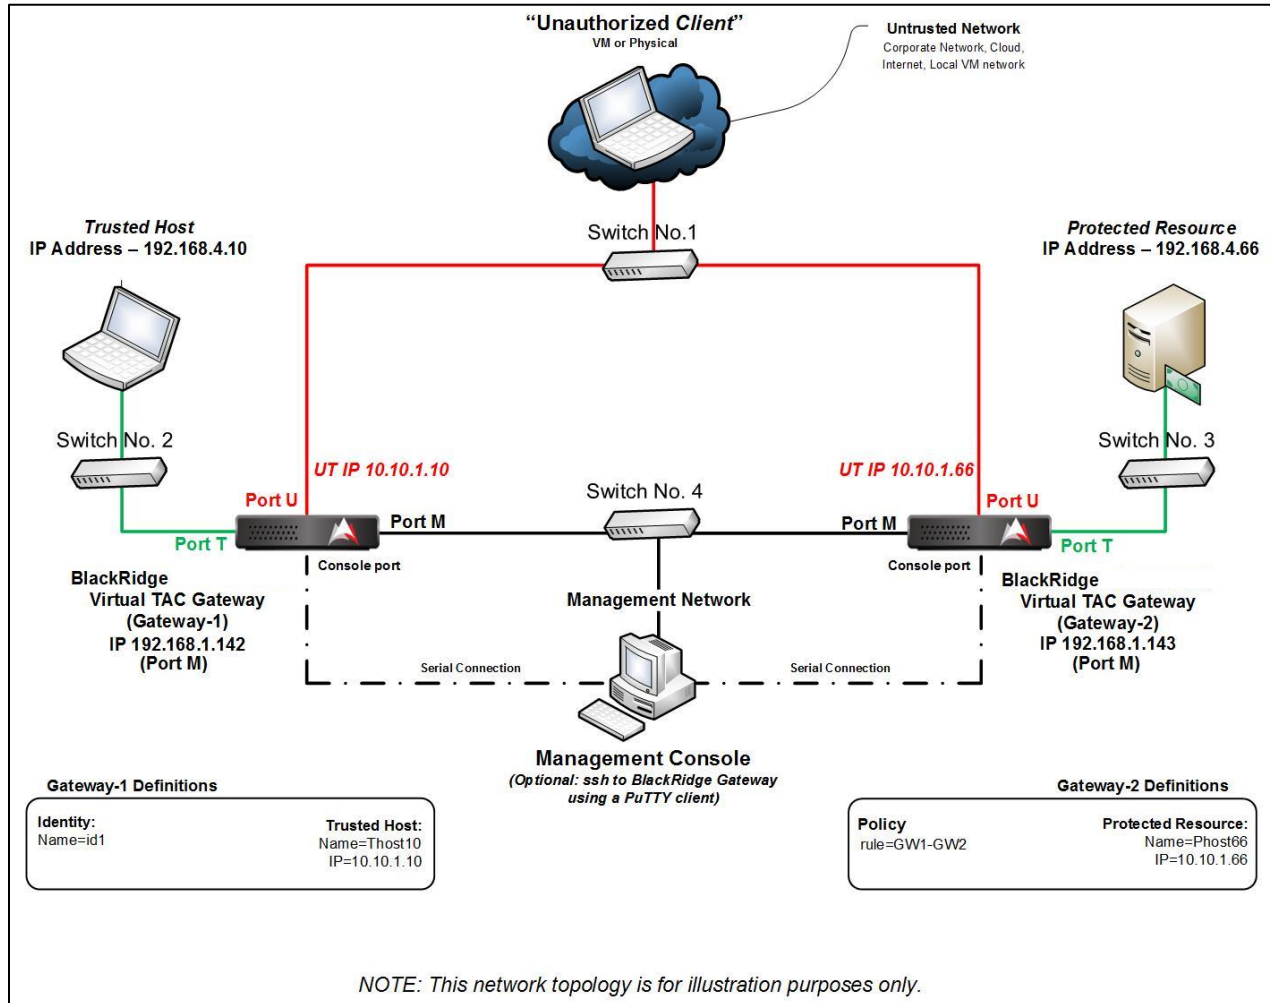 “Unauthorized Client”
VM or Physical
Untrusted Network
Corporate Network, Cloud,
Internet, Local VM network
Trusted Host
IP Address – 192.168.4.10
Switch No.1
Protected Resource
IP Address – 192.168.4.66
Switch No. 2
Switch No. 3
UT IP 10.10.1.10
UT IP 10.10.1.66
Switch No. 4
Port U
Port M
Port M
Port U
Port T
Port T
Console port
Console port
BlackRidge
Virtual TAC Gateway
(Gateway-1)
IP 192.168.1.142
(Port M)
Management Network
BlackRidge
Virtual TAC Gateway
(Gateway-2)
IP 192.168.1.143
(Port M)
Serial Connection
Serial Connection
Management Console
(Optional: ssh to BlackRidge Gateway
using a PuTTY client)
Gateway-1 Definitions
Identity:
Name=id1
Trusted Host:
Name=Thost10
IP=10.10.1.10
Gateway-2 Definitions
Policy
rule=GW1-GW2
Protected Resource:
Name=Phost66
IP=10.10.1.66
NOTE: This network topology is for illustration purposes only.